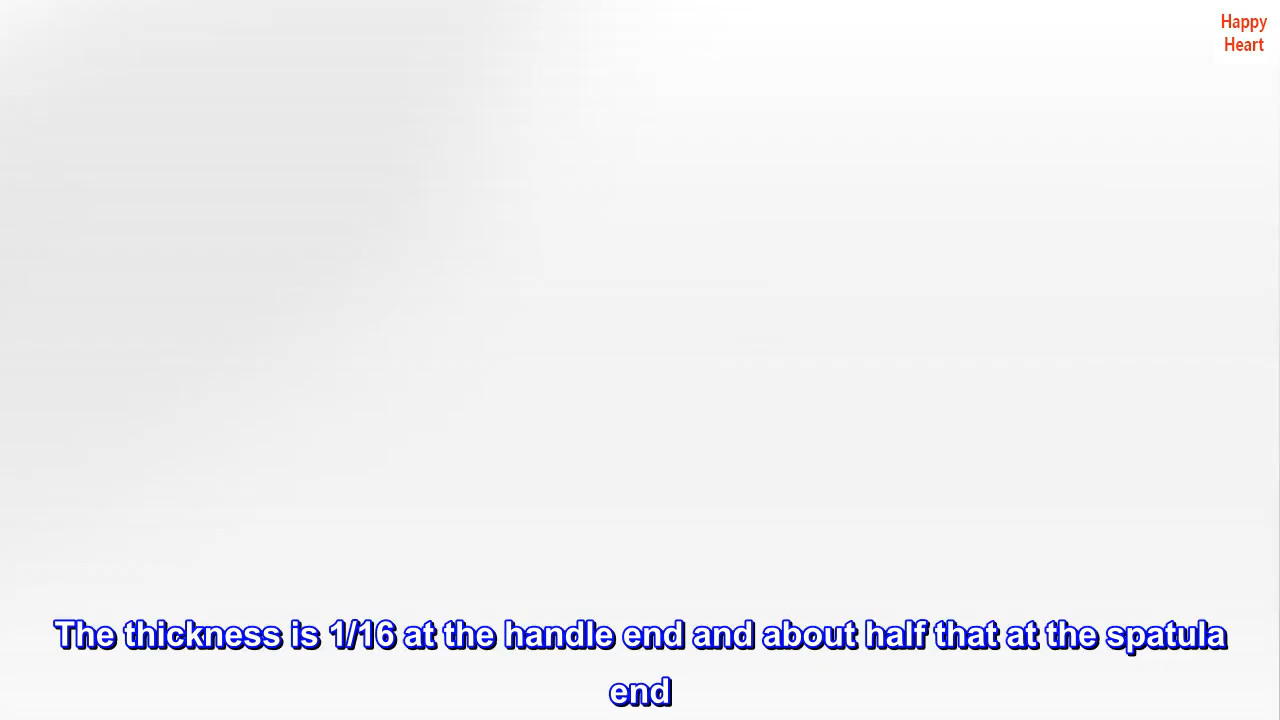 Happy
Heart
The thickness is 1/16 at the handle end and about half that at the spatula
end